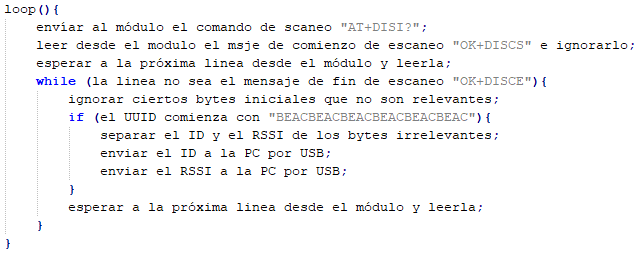 loop(){
envíar al módulo el comando de scaneo "AT+DISI?";
leer desde el modulo el msje de comienzo de escaneo "OK+DISCS" e ignorarlo;
esperar a la próxima linea desde el módulo y leerla;
while (la linea no sea el mensaje de fin de escaneo "OK+DISCE"){
ignorar ciertos bytes iniciales que no son relevantes;
if (el UUID comienza con "BEACBEACBEACBEACBEACBEAC"){
separar el ID y el RSSI de los bytes irrelevantes;
enviar el ID a la PC por USB;
enviar el RSSI a la PC por USB;
}
esperar a la próxima linea desde el módulo y leerla;
}
}